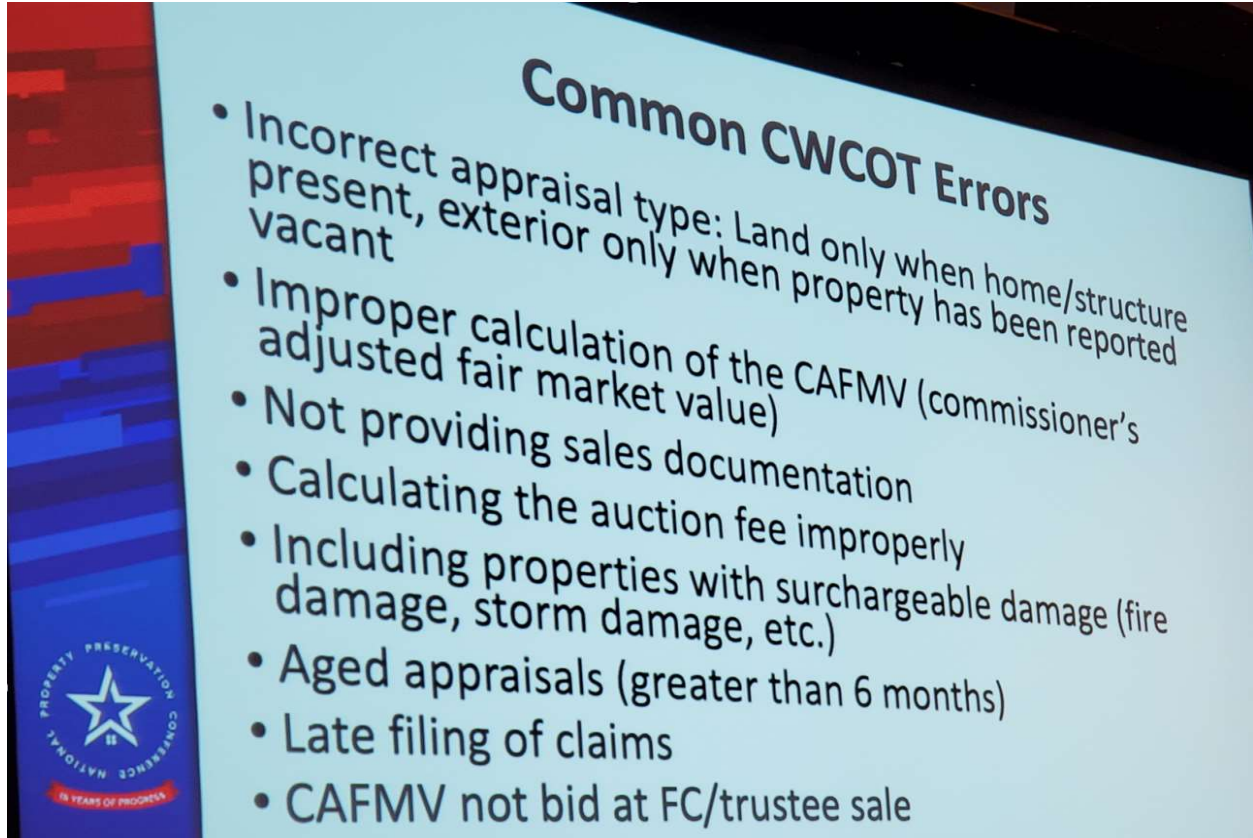 Common CWCOT Errors
• Incorrect appraisal type: Land only when home/structure
present, exterior only when property has been reported
vacant
• Improper calculation of the CAFMV (commissioner's
adjusted fair market value)
• Not providing sales documentation
• Calculating the auction fee improperly
• Including properties with surchargeable damage (fire
damage, storm damage, etc.)
• Aged appraisals (greater than 6 months)
• Late filing of claims
• CAFMV not bid at FC/trustee sale
NATIONAL PROPERTY PRESERVATION CONFERENCE
YEARS OF PROGRESS